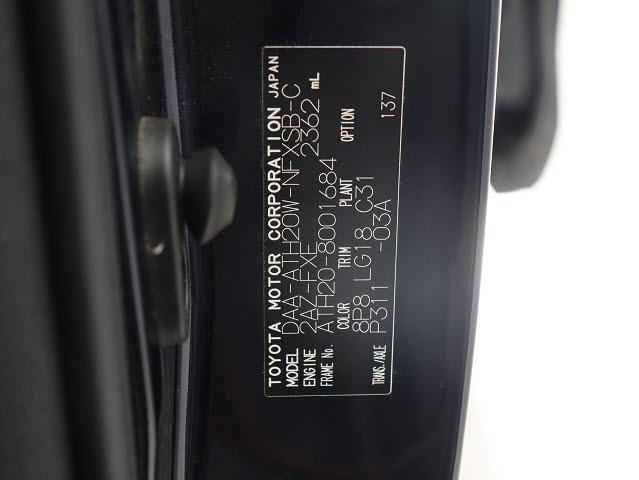 TOYOTA MOTOR CORPORATION JAPAN
MODEL DAA-ATH20W-NFXSB-C
ENGINE 2AZ-FXE 2362 mL
FRAME No. ATH20-8001684
COLOR TRIM PLANT OPTION
8P8 LG18 C31
TRANS./AXLE P311 -03A 137